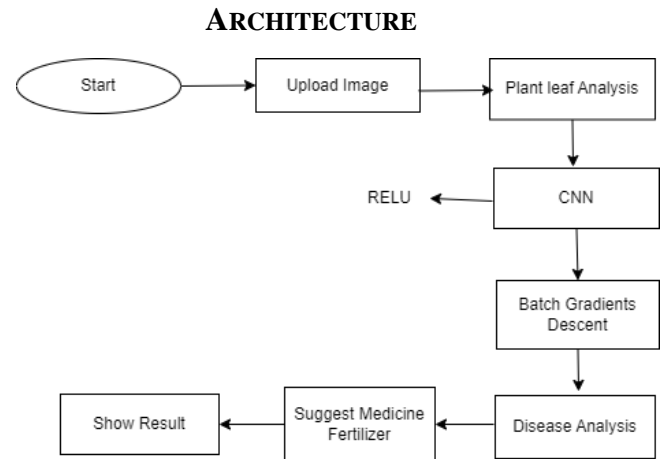 ARCHITECTURE
Start
Upload Image
Plant leaf Analysis
RELU
CNN
Batch Gradients
Descent
Disease Analysis
Suggest Medicine
Fertilizer
Show Result